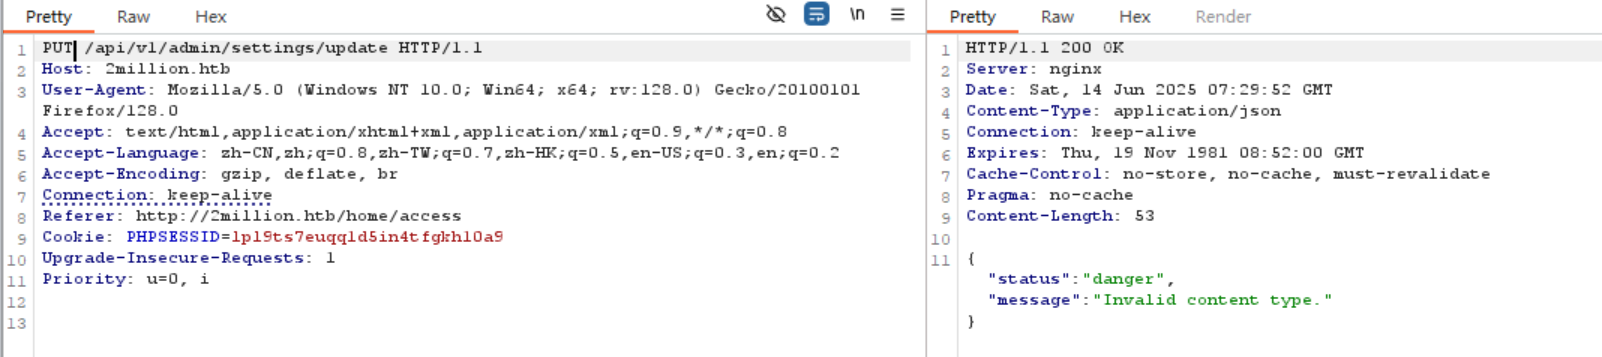 Pretty Raw Hex \n
1 PUT /api/v1/admin/settings/update HTTP/1.1
2 Host: 2million.htb
3 User-Agent: Mozilla/5.0 (Windows NT 10.0; Win64; x64; rv:128.0) Gecko/20100101
Firefox/128.0
4 Accept: text/html,application/xhtml+xml,application/xml;q=0.9,*/*;q=0.8
5 Accept-Language: zh-CN,zh;q=0.8,zh-TW;q=0.7,zh-HK;q=0.5,en-US;q=0.3,en;q=0.2
6 Accept-Encoding: gzip, deflate, br
7 Connection: keep-alive
8 Referer: http://2million.htb/home/access
9 Cookie: PHPSESSID=lpl9ts7euqqld5in4tfgkhl0a9
10 Upgrade-Insecure-Requests: 1
11 Priority: u=0, i
12
13
Pretty Raw Hex Render
1 HTTP/1.1 200 OK
2 Server: nginx
3 Date: Sat, 14 Jun 2025 07:29:52 GMT
4 Content-Type: application/json
5 Connection: keep-alive
6 Expires: Thu, 19 Nov 1981 08:52:00 GMT
7 Cache-Control: no-store, no-cache, must-revalidate
8 Pragma: no-cache
9 Content-Length: 53
10
11 {
"status":"danger",
"message":"Invalid content type."
}